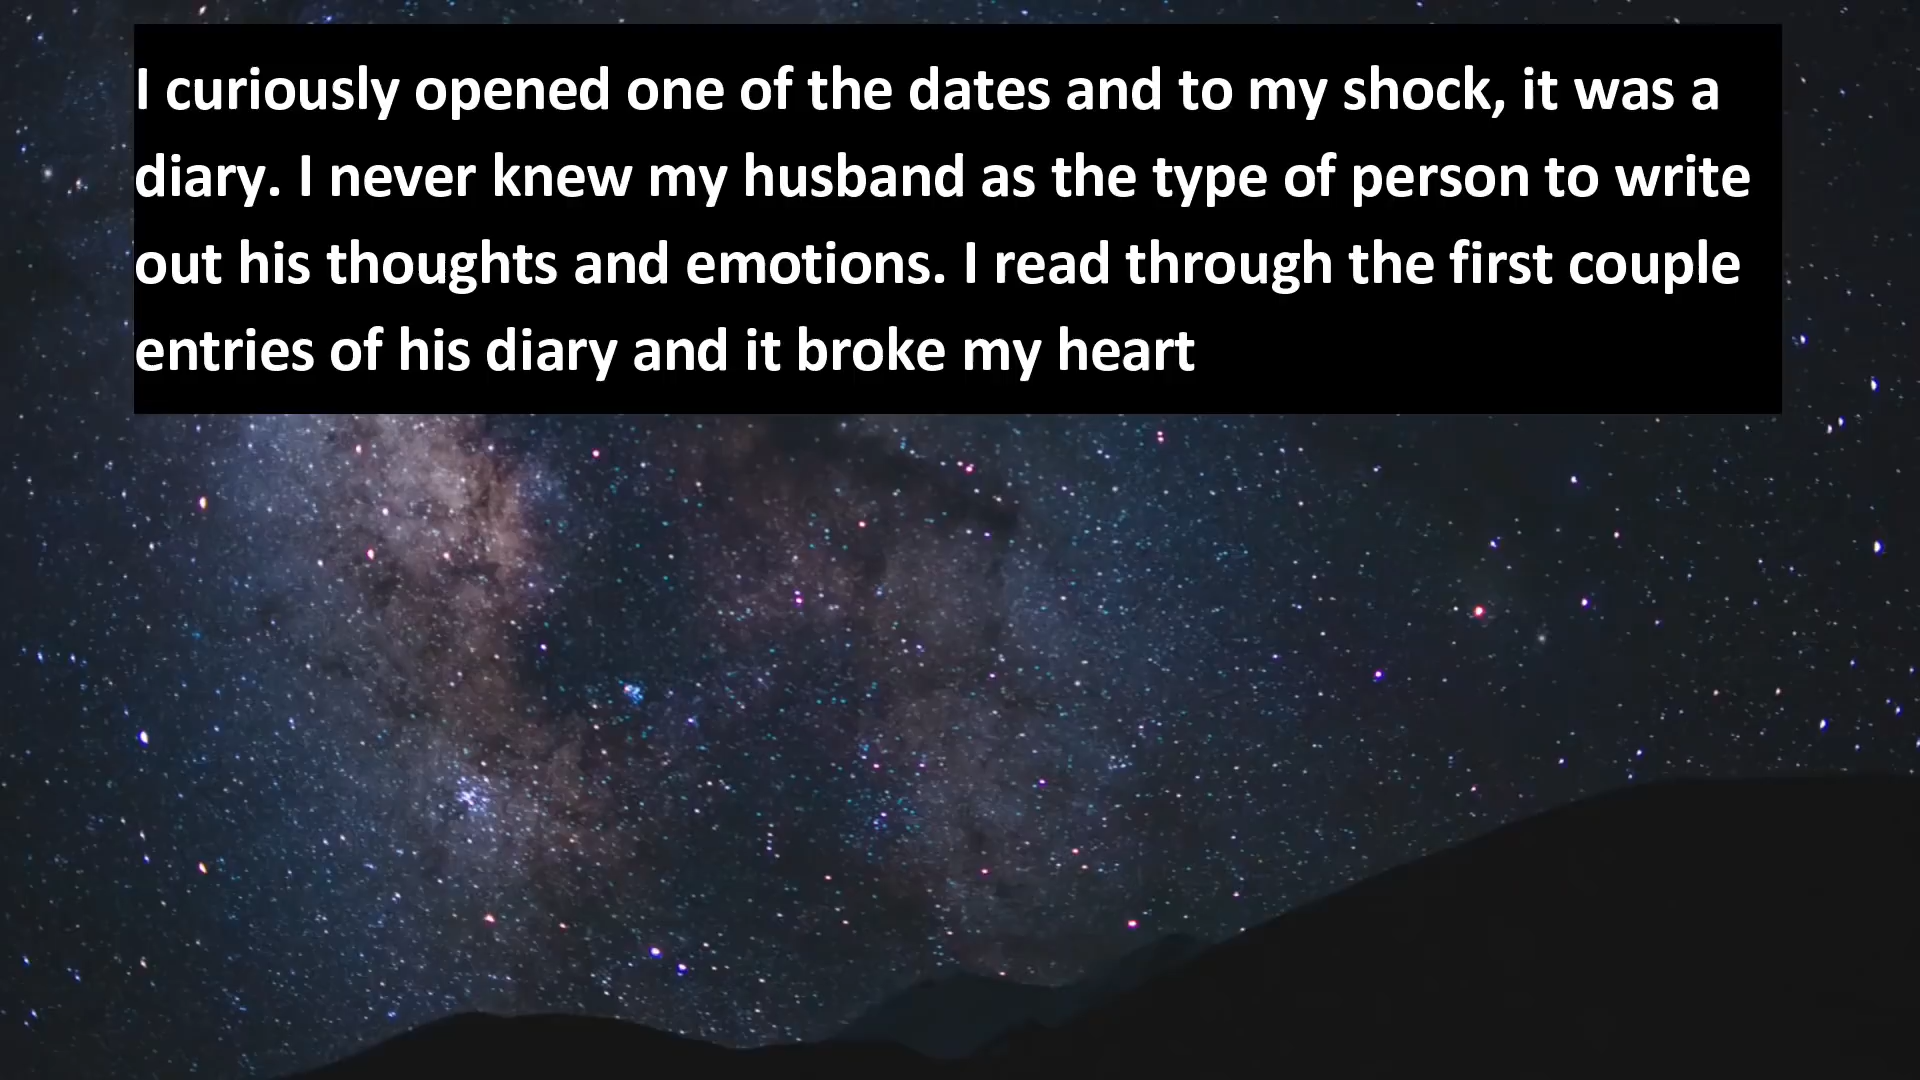 I curiously opened one of the dates and to my shock, it was a
diary. I never knew my husband as the type of person to write
out his thoughts and emotions. I read through the first couple
entries of his diary and it broke my heart